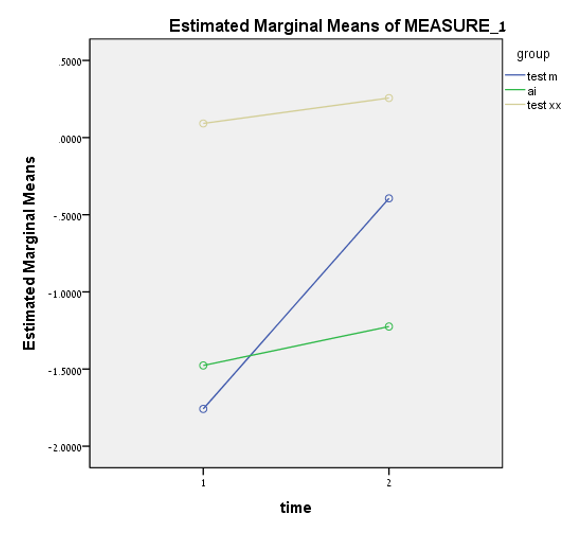 Estimated Marginal Means of MEASURE_1
group
test m
ai
test xx
.5000
.0000
-.5000
-1.0000
-1.5000
-2.0000
Estimated Marginal Means
1
2
time